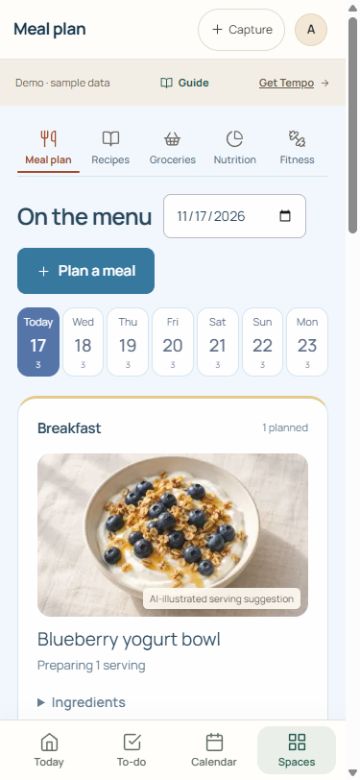 Meal plan
+ Capture
A
Demo · sample data
Guide
Get Tempo →
Meal plan
Recipes
Groceries
Nutrition
Fitness
On the menu
11/17/2026
+ Plan a meal
Today
17
3
Wed
18
3
Thu
19
3
Fri
20
3
Sat
21
3
Sun
22
3
Mon
23
3
Breakfast
1 planned
AI-illustrated serving suggestion
Blueberry yogurt bowl
Preparing 1 serving
Ingredients
Today
To-do
Calendar
Spaces